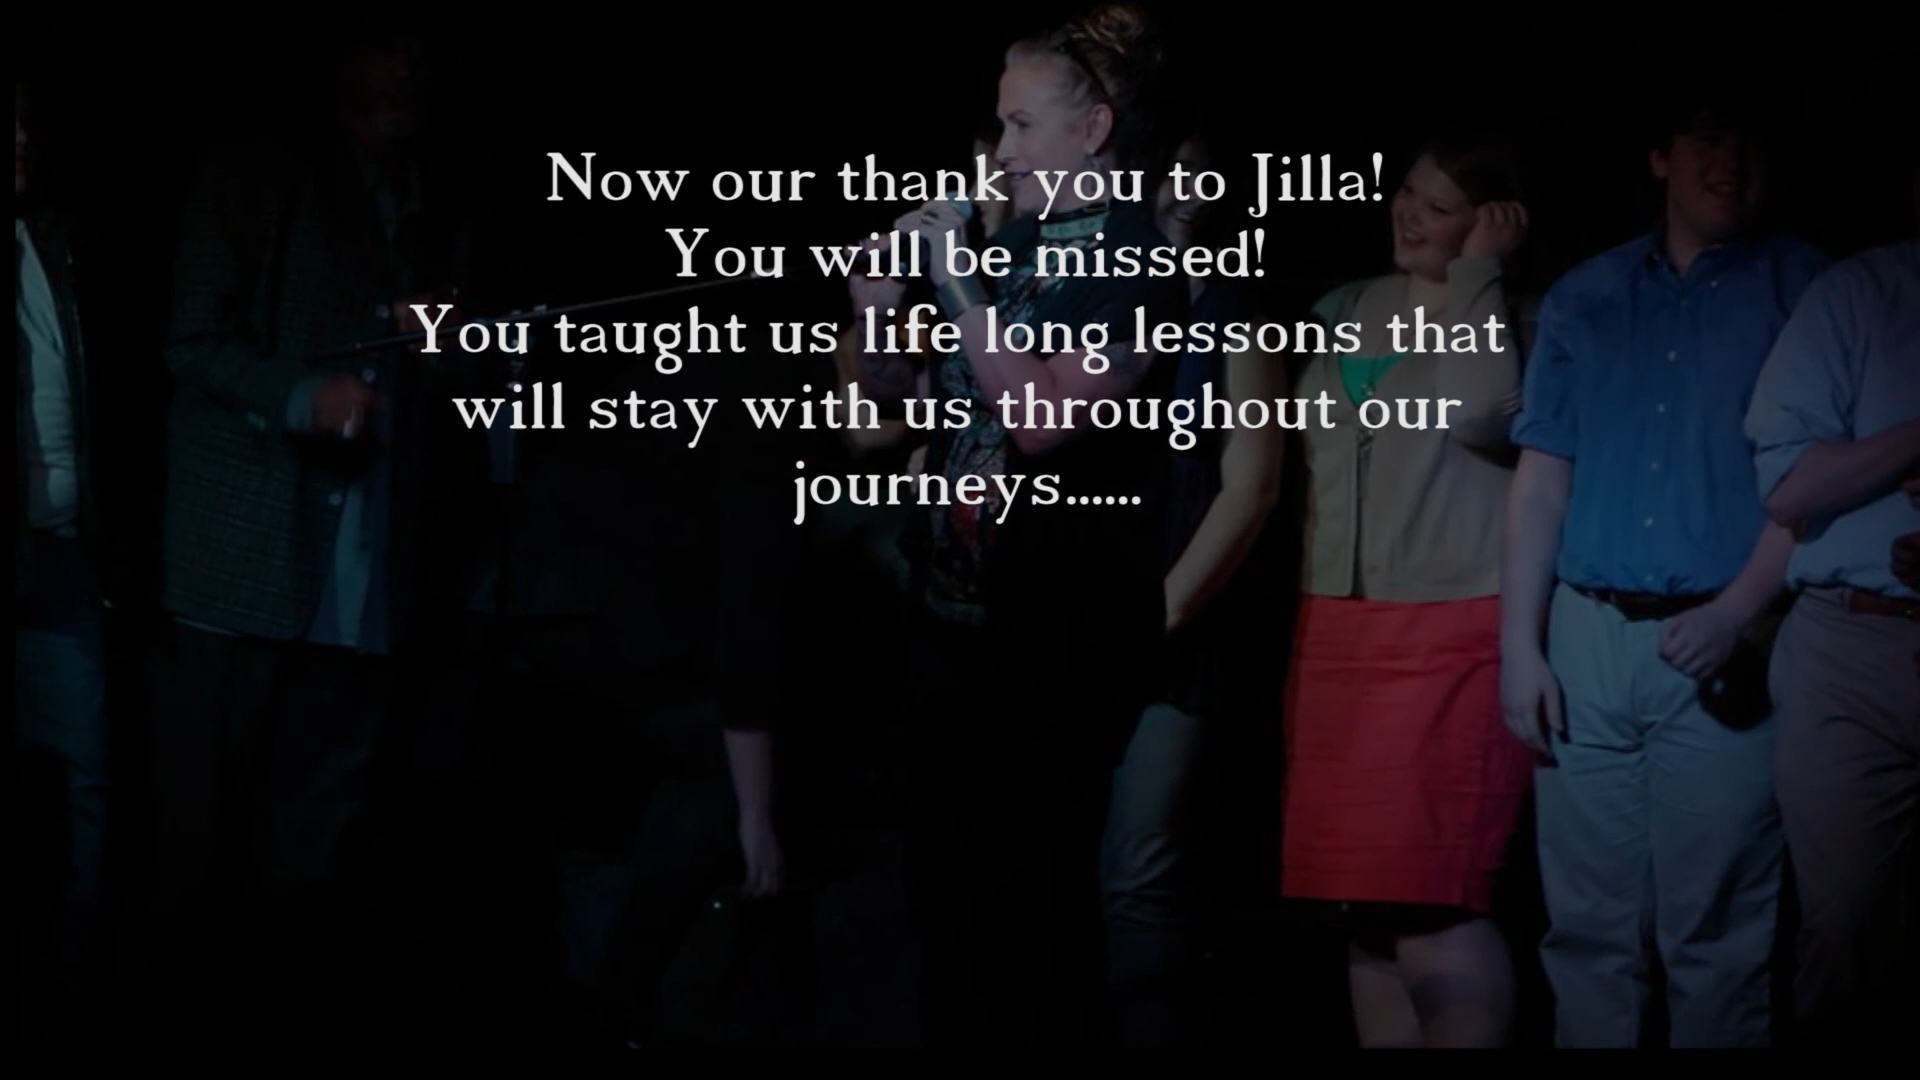 Now our thank you to Jilla!
You will be missed!
You taught us life long lessons that
will stay with us throughout our
journeys......